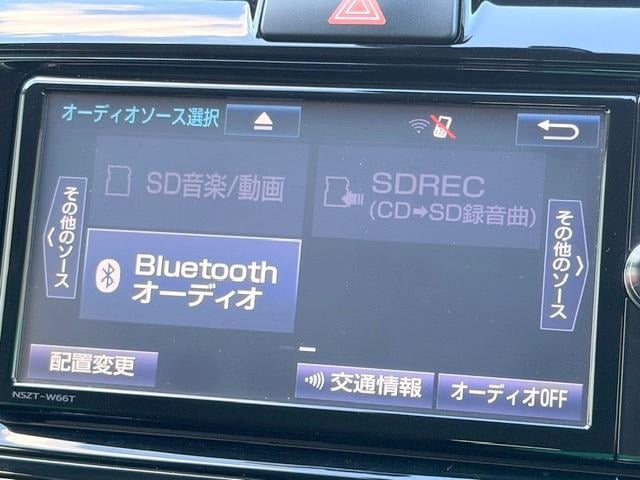 オーディオソース選択
SD音楽/動画
SDREC
(CD➡SD録音曲)
その他のソース
Bluetooth
オーディオ
その他のソース
配置変更
交通情報
オーディオOFF
NSZT-W66T